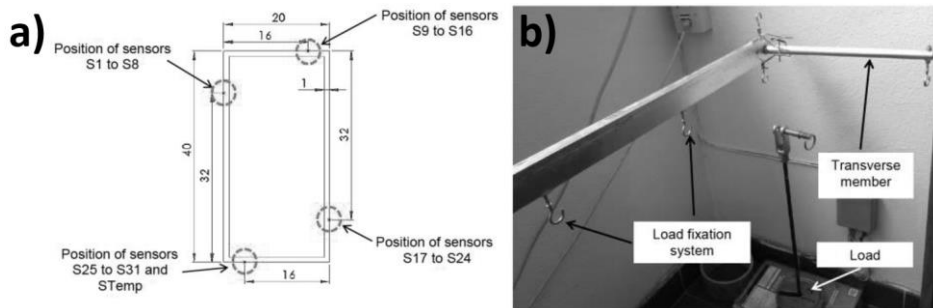 a)
20
16
Position of sensors
S9 to S16
Position of sensors
S1 to S8
1
40
32
32
Position of sensors
S25 to S31 and
STemp
16
Position of sensors
S17 to S24
b)
Transverse
member
Load fixation
system
Load